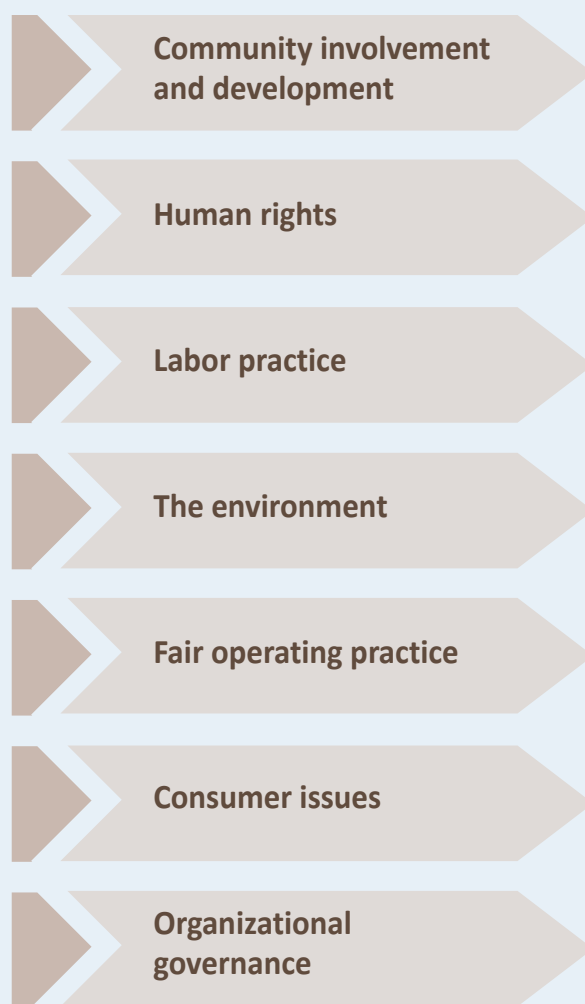 Community involvement
and development
Human rights
Labor practice
The environment
Fair operating practice
Consumer issues
Organizational
governance